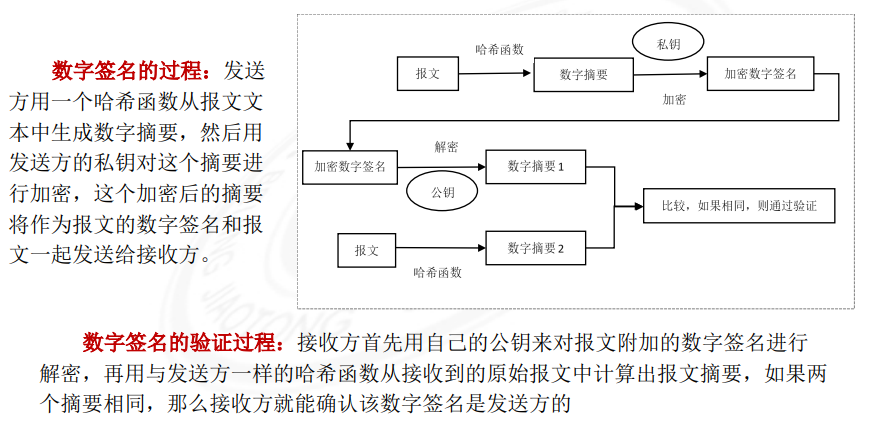 数字签名的过程：发送
方用一个哈希函数从报文文
本中生成数字摘要，然后用
发送方的私钥对这个摘要进
行加密，这个加密后的摘要
将作为报文的数字签名和报
文一起发送给接收方。
哈希函数
私钥
报文
数字摘要
加密数字签名
加密
解密
加密数字签名
数字摘要1
公钥
比较，如果相同，则通过验证
报文
数字摘要2
哈希函数
数字签名的验证过程：接收方首先用自己的公钥来对报文附加的数字签名进行
解密，再用与发送方一样的哈希函数从接收到的原始报文中计算出报文摘要，如果两
个摘要相同，那么接收方就能确认该数字签名是发送方的